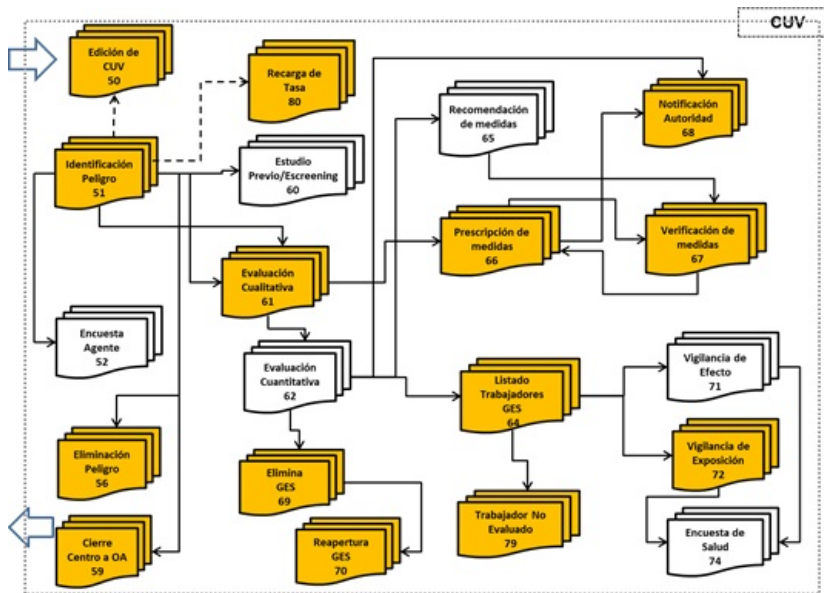 CUV
Edición de
CUV
50
Recarga de
Tasa
80
Recomendación
de medidas
65
Notificación
Autoridad
68
Identificación
Peligro
51
Estudio
Previo/Escreening
60
Prescripción de
medidas
66
Verificación de
medidas
67
Evaluación
Cualitativa
61
Encuesta
Agente
52
Evaluación
Cuantitativa
62
Listado
Trabajadores
GES
64
Vigilancia de
Efecto
71
Eliminación
Peligro
56
Elimina
GES
69
Vigilancia de
Exposición
72
Cierre
Centro a OA
59
Reapertura
GES
70
Trabajador No
Evaluado
79
Encuesta de
Salud
74